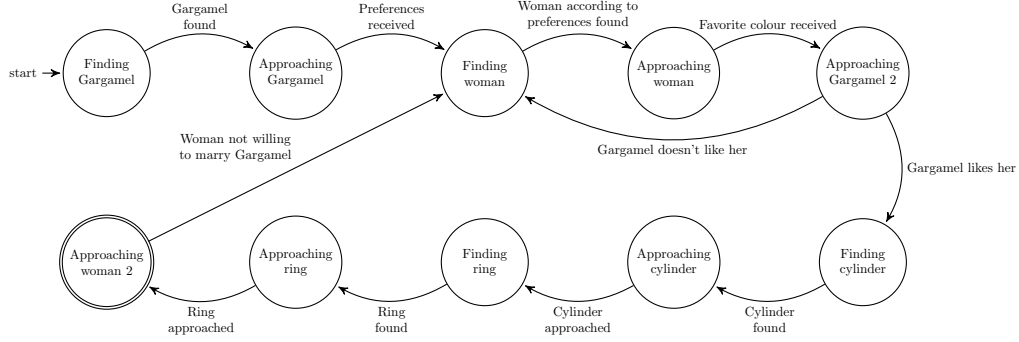 Gargamel
found
Preferences
received
Woman according to
preferences found
Favorite colour received
start
Finding
Gargamel
Approaching
Gargamel
Finding
woman
Approaching
woman
Approaching
Gargamel 2
Woman not willing
to marry Gargamel
Gargamel doesn't like her
Gargamel likes her
Approaching
woman 2
Approaching
ring
Finding
ring
Approaching
cylinder
Finding
cylinder
Ring
approached
Ring
found
Cylinder
approached
Cylinder
found